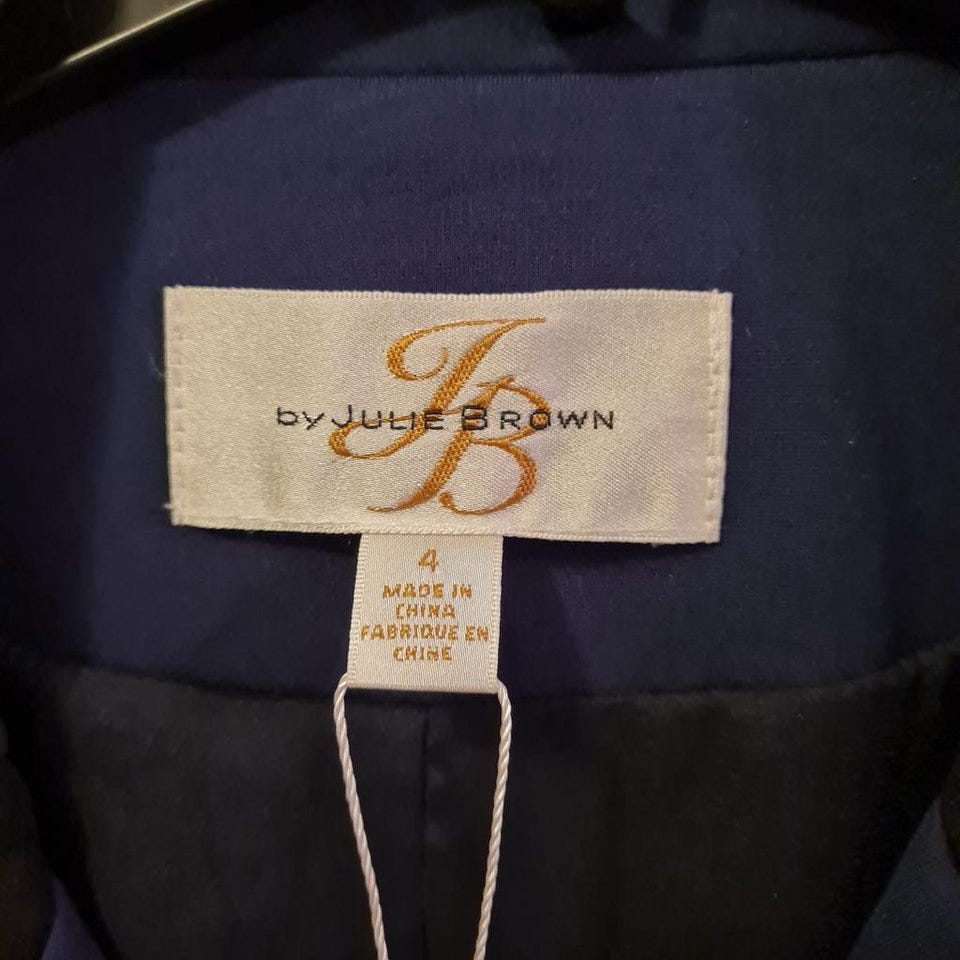 JB
by JULIE BROWN
4
MADE IN
CHINA
FABRIQUE EN
CHINE